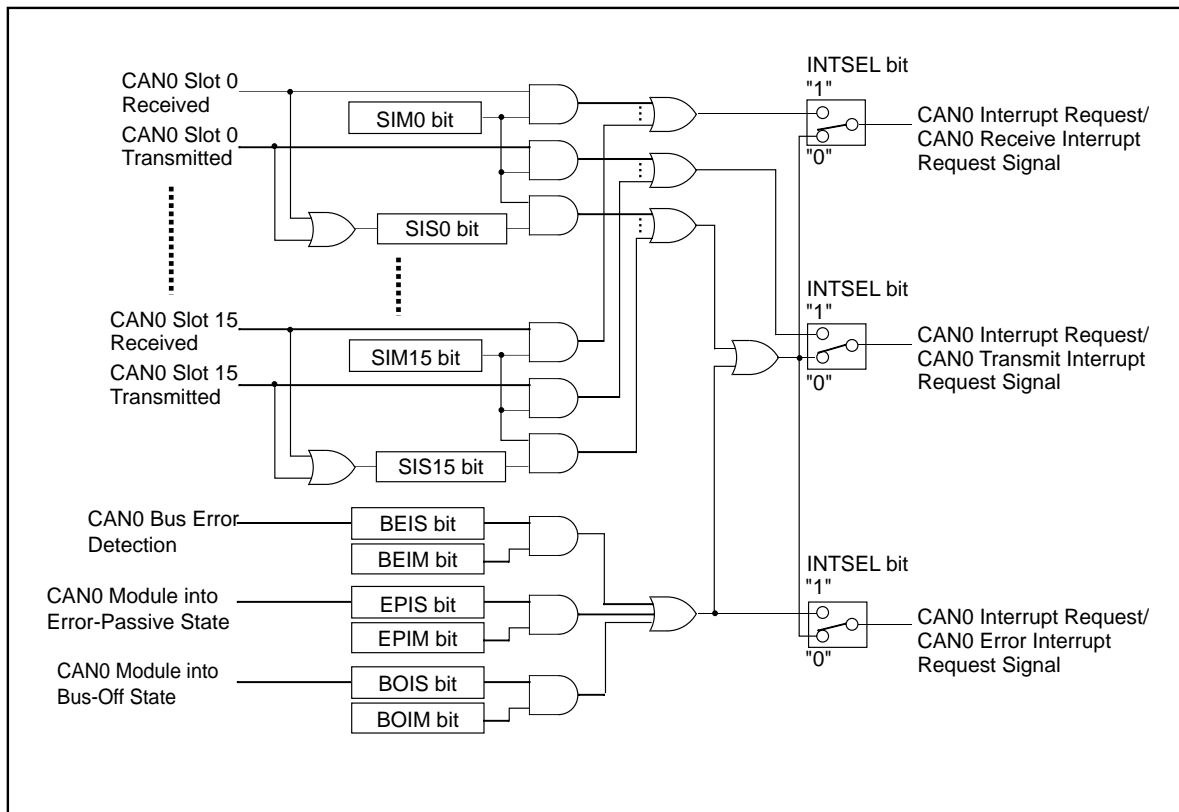 CAN0 Slot 0
Received
SIM0 bit
CAN0 Slot 0
Transmitted
SIS0 bit
CAN0 Slot 15
Received
SIM15 bit
CAN0 Slot 15
Transmitted
SIS15 bit
CAN0 Bus Error
Detection
BEIS bit
BEIM bit
CAN0 Module into
Error-Passive State
EPIS bit
EPIM bit
CAN0 Module into
Bus-Off State
BOIS bit
BOIM bit
INTSEL bit
"1"
"0"
CAN0 Interrupt Request/
CAN0 Receive Interrupt
Request Signal
INTSEL bit
"1"
"0"
CAN0 Interrupt Request/
CAN0 Transmit Interrupt
Request Signal
INTSEL bit
"1"
"0"
CAN0 Interrupt Request/
CAN0 Error Interrupt
Request Signal